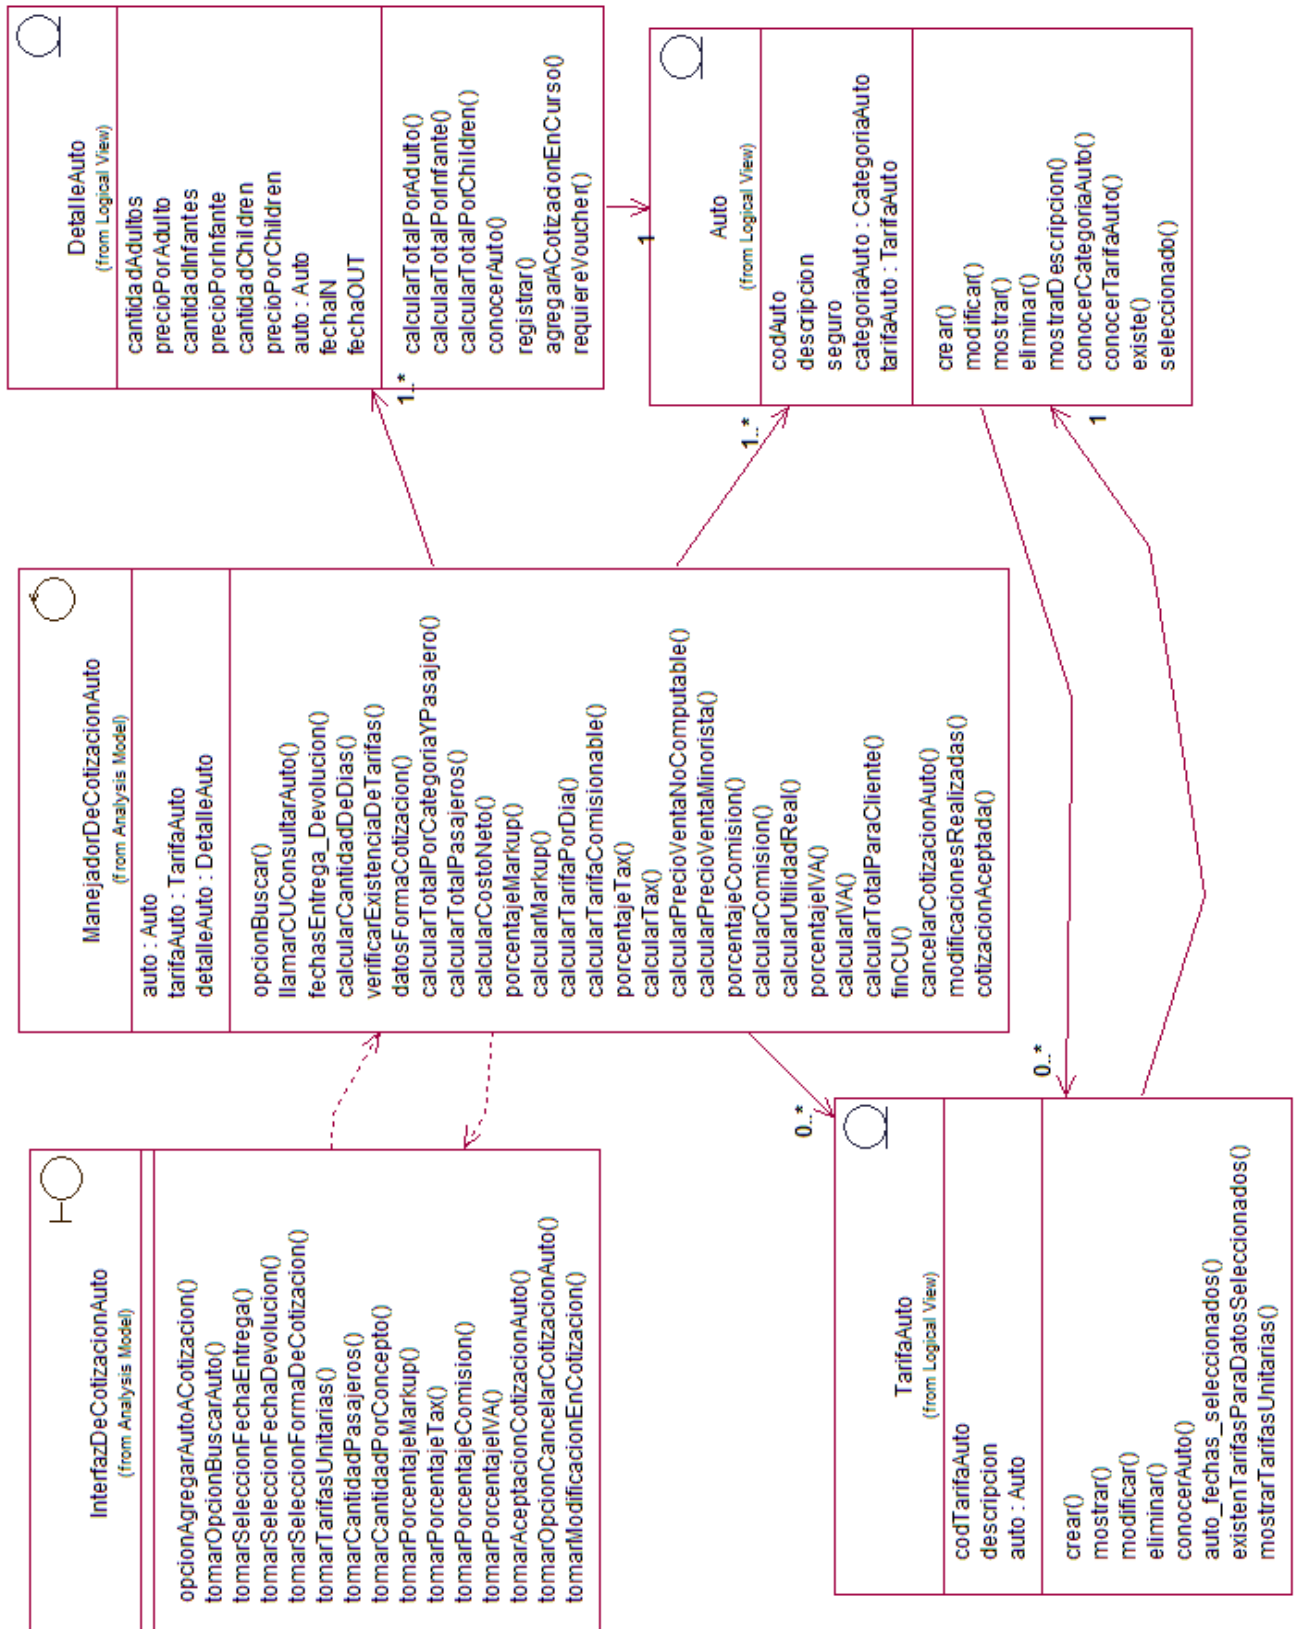 InterfazDeCotizacionAuto
(from Analysis Model)
opcionAgregarAutoACotizacion()
tomarOpcionBuscarAuto()
tomarSeleccionFechaEntrega()
tomarSeleccionFechaDevolucion()
tomarSeleccionFormaDeCotizacion()
tomarTarifasUnitarias()
tomarCantidadPasajeros()
tomarCantidadPorConcepto()
tomarPorcentajeMarkup()
tomarPorcentajeTax()
tomarPorcentajeComision()
tomarPorcentajeIVA()
tomarAceptacionCotizacionAuto()
tomarOpcionCancelarCotizacionAuto()
tomarModificacionEnCotizacion()
ManejadorDeCotizacionAuto
(from Analysis Model)
auto : Auto
tarifaAuto : TarifaAuto
detalleAuto : DetalleAuto
opcionBuscar()
llamarCUConsultarAuto()
fechasEntrega_Devolucion()
calcularCantidadDeDias()
verificarExistenciaDeTarifas()
datosFormaCotizacion()
calcularTotalPorCategoriaYPasajero()
calcularTotalPasajeros()
calcularCostoNeto()
porcentajeMarkup()
calcularMarkup()
calcularTarifaPorDia()
calcularTarifaComisionable()
porcentajeTax()
calcularTax()
calcularPrecioVentaNoComputable()
calcularPrecioVentaMinorista()
porcentajeComision()
calcularComision()
calcularUtilidadReal()
porcentajeIVA()
calcularIVA()
calcularTotalParaCliente()
finCU()
cancelarCotizacionAuto()
modificacionesRealizadas()
cotizacionAceptada()
DetalleAuto
(from Logical View)
cantidadAdultos
precioPorAdulto
cantidadInfantes
precioPorInfante
cantidadChildren
precioPorChildren
auto : Auto
fechaIN
fechaOUT
calcularTotalPorAdulto()
calcularTotalPorInfante()
calcularTotalPorChildren()
conocerAuto()
registrar()
agregarACotizacionEnCurso()
requiereVoucher()
1..*
1
Auto
(from Logical View)
codAuto
descripcion
seguro
categoriaAuto : CategoriaAuto
tarifaAuto : TarifaAuto
crear()
modificar()
mostrar()
eliminar()
mostrarDescripcion()
conocerCategoriaAuto()
conocerTarifaAuto()
existe()
seleccionado()
1..*
1
0..*
0..*
TarifaAuto
(from Logical View)
codTarifaAuto
descripcion
auto : Auto
crear()
mostrar()
modificar()
eliminar()
conocerAuto()
auto_fechas_seleccionados()
existenTarifasParaDatosSeleccionados()
mostrarTarifasUnitarias()